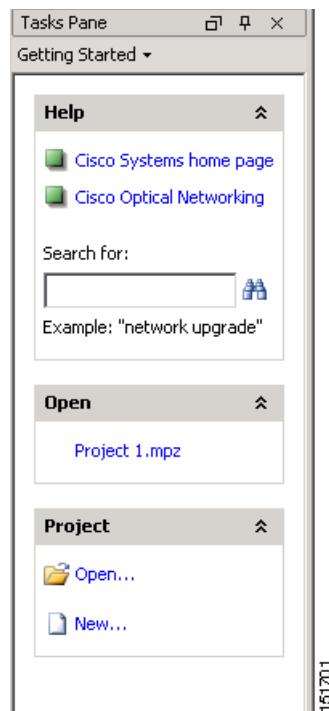 Tasks Pane
Getting Started
Help
Cisco Systems home page
Cisco Optical Networking
Search for:
Example: "network upgrade"
Open
Project 1.mpz
Project
Open...
New...
151701